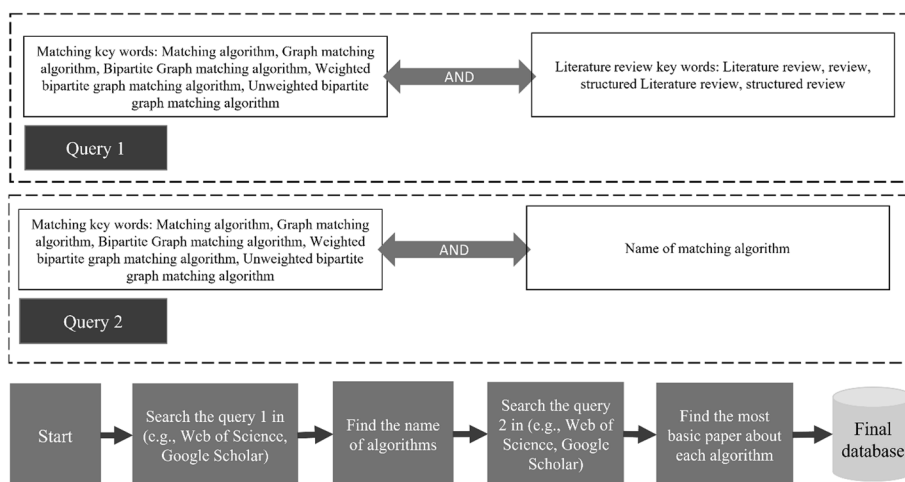 Matching key words: Matching algorithm, Graph matching
algorithm, Bipartite Graph matching algorithm, Weighted
bipartite graph matching algorithm, Unweighted bipartite
graph matching algorithm
AND
Literature review key words: Literature review, review,
structured Literature review, structured review
Query 1
Matching key words: Matching algorithm, Graph matching
algorithm, Bipartite Graph matching algorithm, Weighted
bipartite graph matching algorithm, Unweighted bipartite
graph matching algorithm
AND
Name of matching algorithm
Query 2
Start
Search the query 1 in
(e.g., Web of Science,
Google Scholar)
Find the name
of algorithms
Search the query
2 in (e.g., Web of
Science, Google
Scholar)
Find the most
basic paper about
each algorithm
Final
database